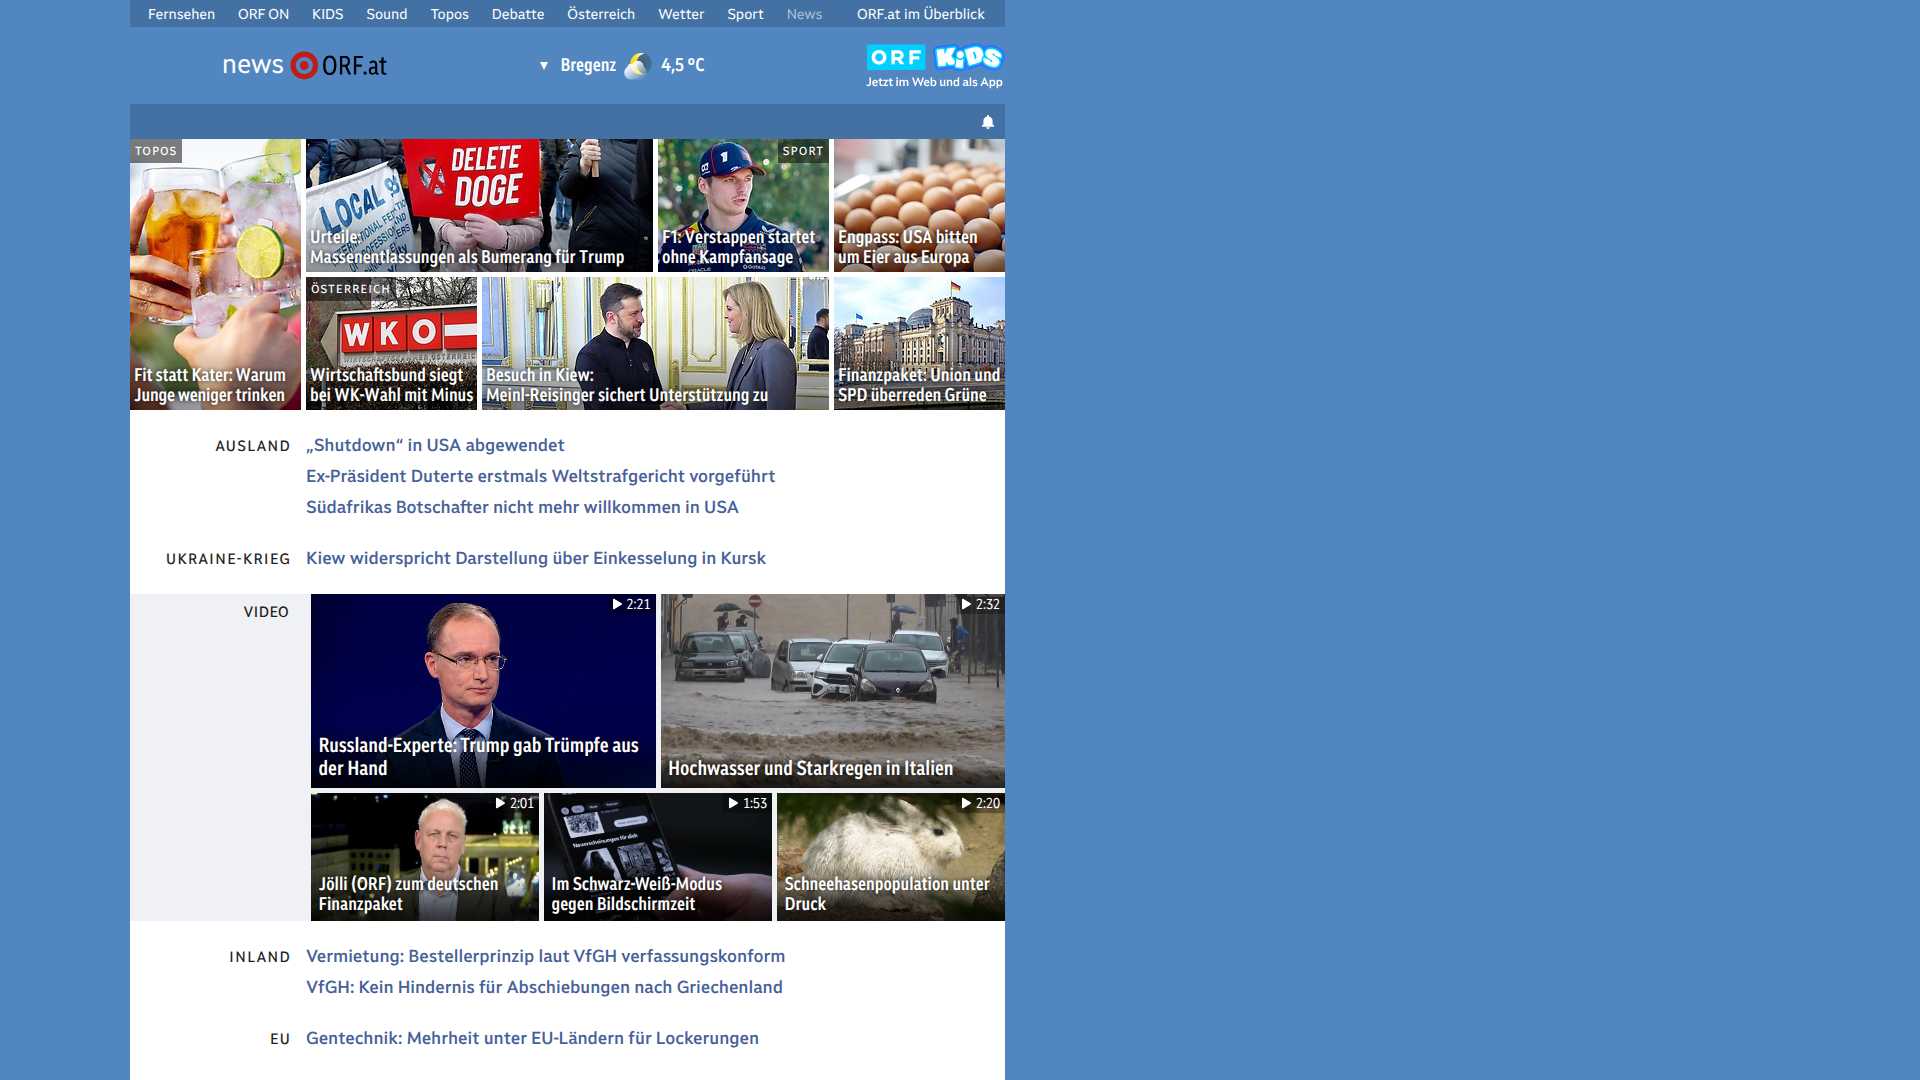 Fernsehen ORF ON KIDS Sound Topos Debatte Österreich Wetter Sport News ORF.at im Überblick
news ORF.at
▼ Bregenz 4,5 °C
ORF KiDS
Jetzt im Web und als App
TOPOS
Fit statt Kater: Warum
Junge weniger trinken
DELETE
DOGE
LOCAL
Urteile:
Massenentlassungen als Bumerang für Trump
SPORT
F1: Verstappen startet
ohne Kampfansage
Engpass: USA bitten
um Eier aus Europa
ÖSTERREICH
WKO
Wirtschaftsbund siegt
bei WK-Wahl mit Minus
Besuch in Kiew:
Meinl-Reisinger sichert Unterstützung zu
Finanzpaket: Union und
SPD überreden Grüne
AUSLAND
„Shutdown“ in USA abgewendet
Ex-Präsident Duterte erstmals Weltstrafgericht vorgeführt
Südafrikas Botschafter nicht mehr willkommen in USA
UKRAINE-KRIEG
Kiew widerspricht Darstellung über Einkesselung in Kursk
VIDEO
2:21
Russland-Experte: Trump gab Trümpfe aus
der Hand
2:32
Hochwasser und Starkregen in Italien
2:01
Jölli (ORF) zum deutschen
Finanzpaket
1:53
Im Schwarz-Weiß-Modus
gegen Bildschirmzeit
2:20
Schneehasenpopulation unter
Druck
INLAND
Vermietung: Bestellerprinzip laut VfGH verfassungskonform
VfGH: Kein Hindernis für Abschiebungen nach Griechenland
EU
Gentechnik: Mehrheit unter EU-Ländern für Lockerungen